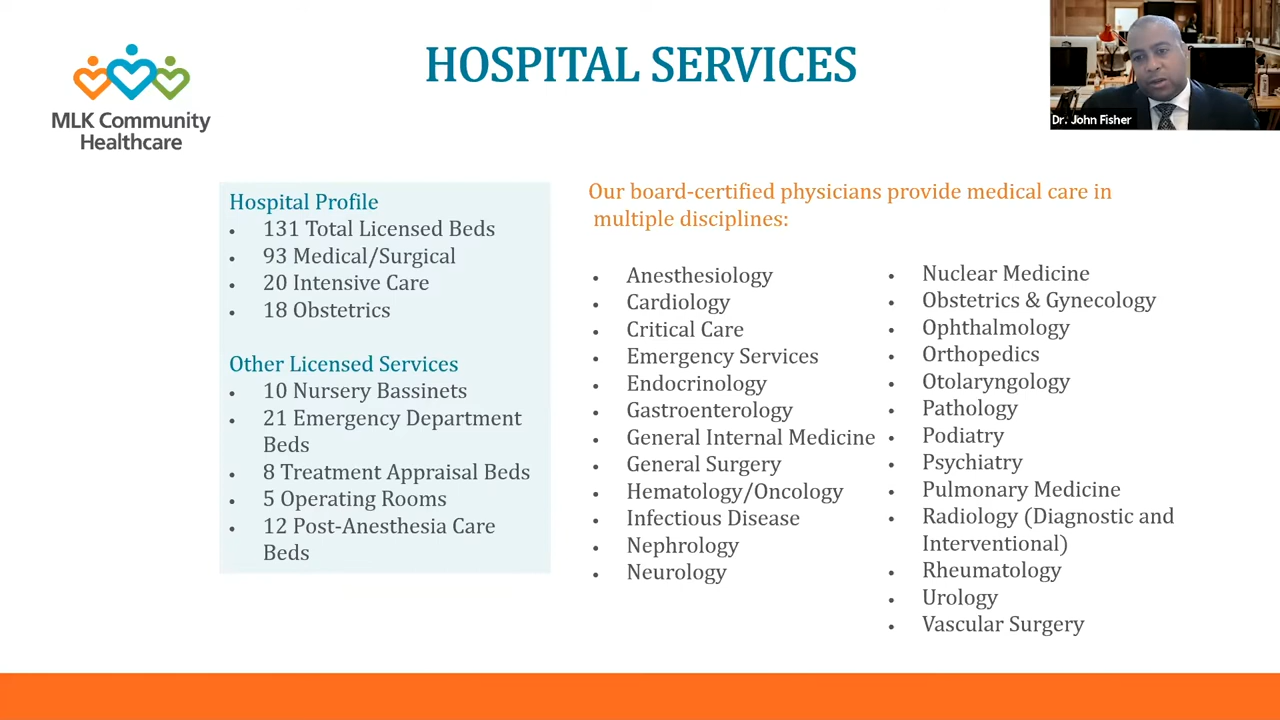 HOSPITAL SERVICES
MLK Community
Healthcare
Dr. John Fisher
Hospital Profile
• 131 Total Licensed Beds
• 93 Medical/Surgical
• 20 Intensive Care
• 18 Obstetrics
Other Licensed Services
• 10 Nursery Bassinets
• 21 Emergency Department
Beds
• 8 Treatment Appraisal Beds
• 5 Operating Rooms
• 12 Post-Anesthesia Care
Beds
Our board-certified physicians provide medical care in
multiple disciplines:
• Anesthesiology
• Cardiology
• Critical Care
• Emergency Services
• Endocrinology
• Gastroenterology
• General Internal Medicine
• General Surgery
• Hematology/Oncology
• Infectious Disease
• Nephrology
• Neurology
• Nuclear Medicine
• Obstetrics & Gynecology
• Ophthalmology
• Orthopedics
• Otolaryngology
• Pathology
• Podiatry
• Psychiatry
• Pulmonary Medicine
• Radiology (Diagnostic and
Interventional)
• Rheumatology
• Urology
• Vascular Surgery